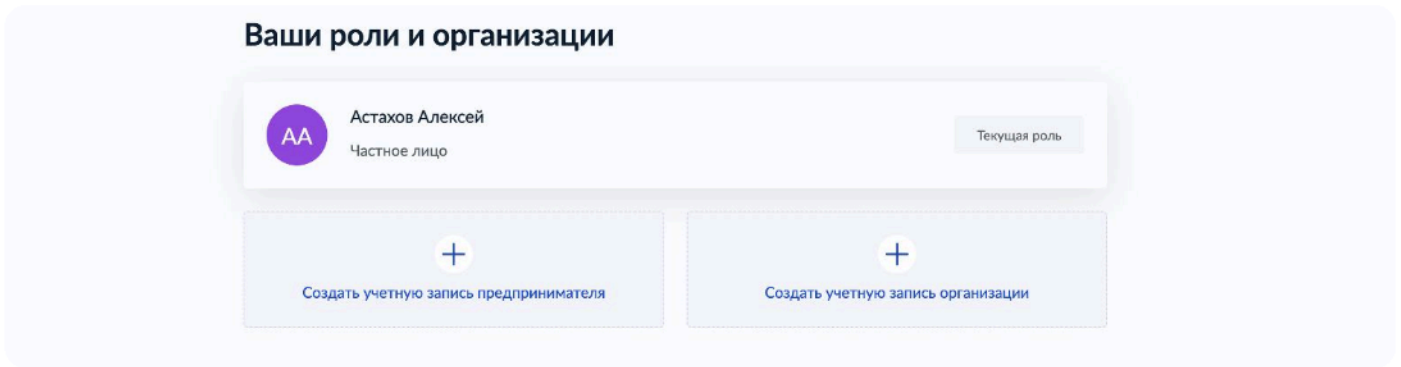 Ваши роли и организации
АА
Астахов Алексей
Частное лицо
Текущая роль
Создать учетную запись предпринимателя
Создать учетную запись организации